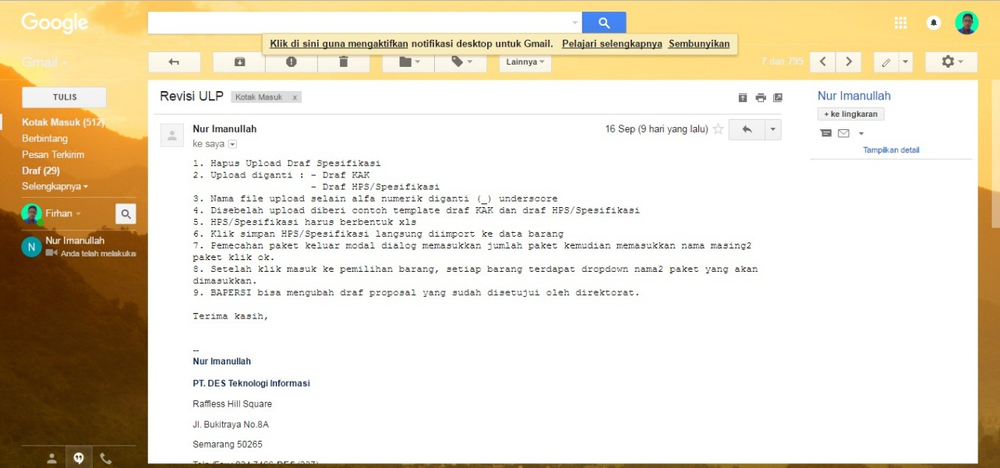 Google
Klik di sini guna mengaktifkan notifikasi desktop untuk Gmail. Pelajari selengkapnya Sembunyikan
Gmail
Lainnya
7 dan 795
TULIS
Kotak Masuk (512)
Berbintang
Pesan Terkirim
Draf (29)
Selengkapnya
Firhan
N
Nur Imanullah
Anda telah melakuka
Revisi ULP Kotak Masuk x
Nur Imanullah
16 Sep (9 hari yang lalu)
ke saya
1. Hapus Upload Draf Spesifikasi
2. Upload diganti : - Draf KAK
- Draf HPS/Spesifikasi
3. Nama file upload selain alfa numerik diganti (_) underscore
4. Disebelah upload diberi contoh template draf KAK dan draf HPS/Spesifikasi
5. HPS/Spesifikasi harus berbentuk xls
6. Klik simpan HPS/Spesifikasi langsung diimport ke data barang
7. Pemecahan paket keluar modal dialog memasukkan jumlah paket kemudian memasukkan nama masing2
paket klik ok.
8. Setelah klik masuk ke pemilihan barang, setiap barang terdapat dropdown nama2 paket yang akan
dimasukkan.
9. BAPERSI bisa mengubah draf proposal yang sudah disetujui oleh direktorat.
Terima kasih,
--
Nur Imanullah
PT. DES Teknologi Informasi
Raffless Hill Square
Jl. Bukitraya No.8A
Semarang 50265
Nur Imanullah
+ ke lingkaran
Tampilkan detail